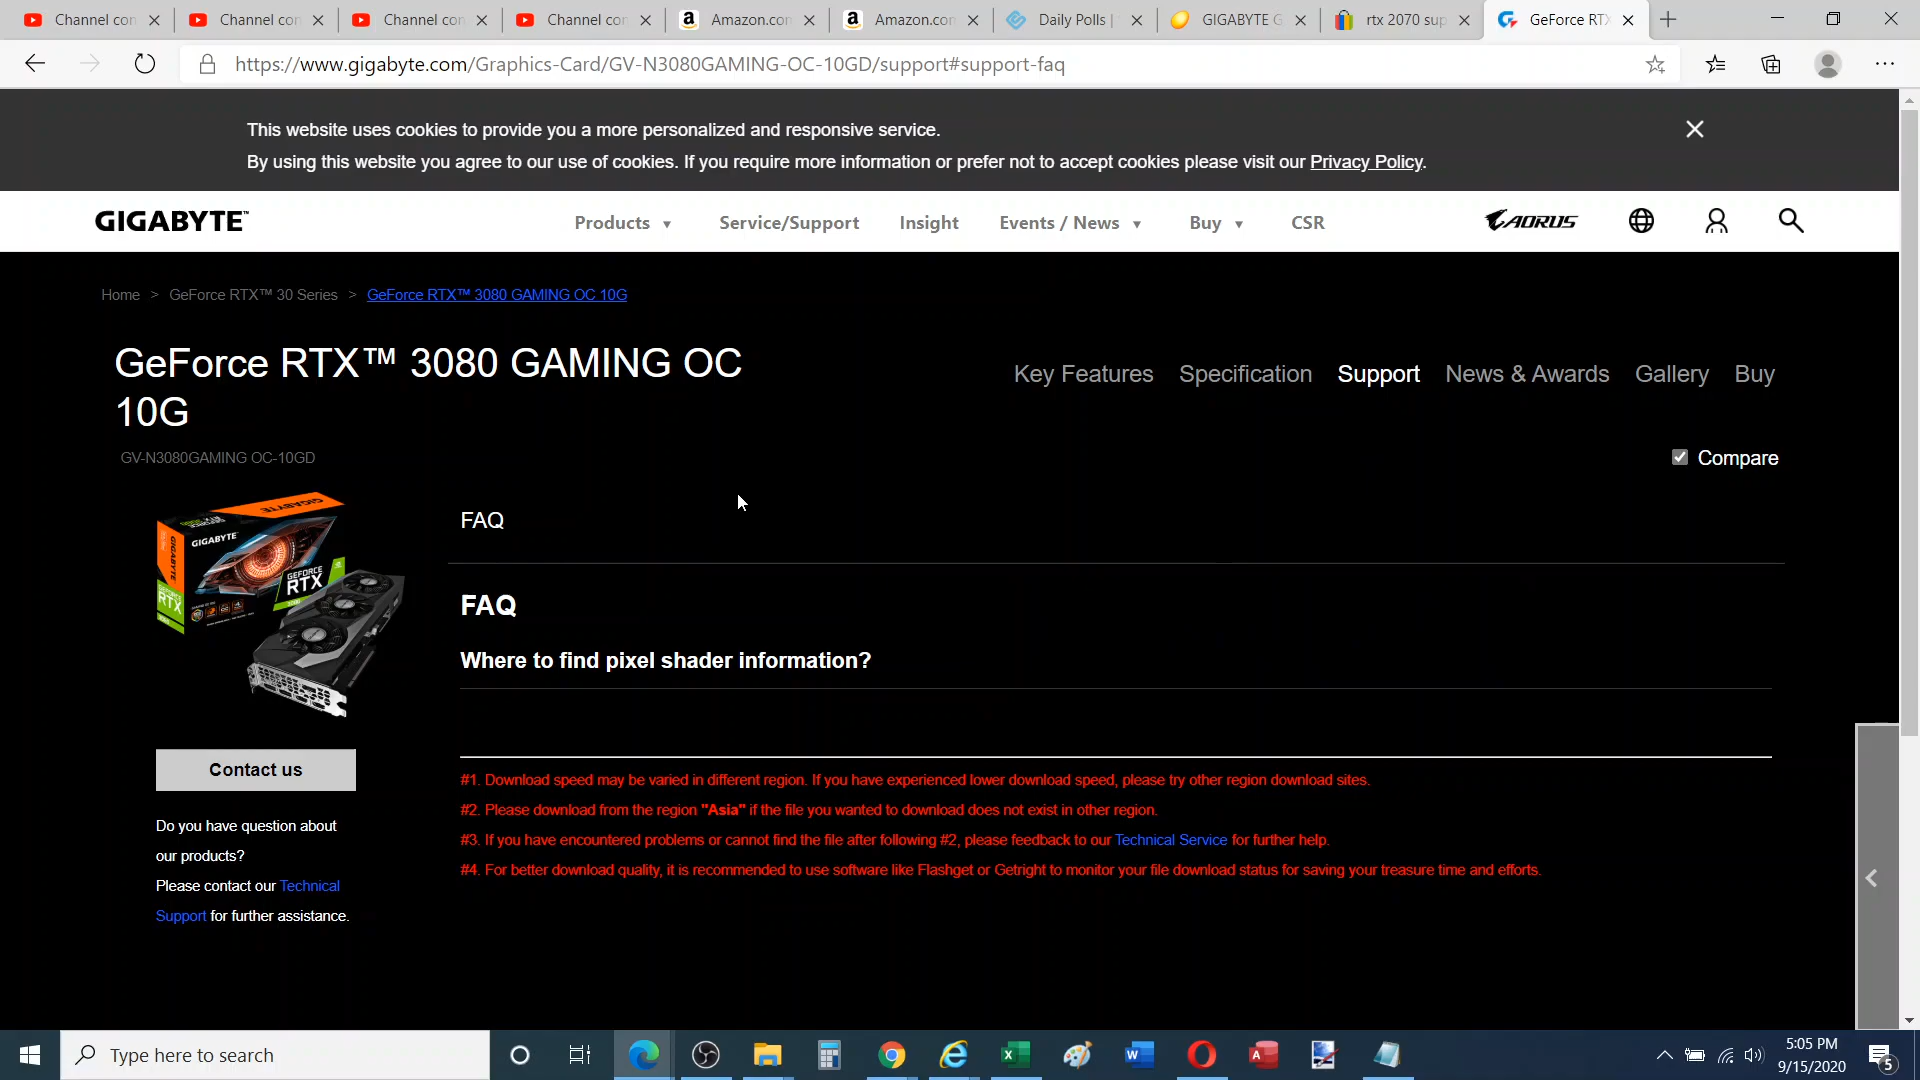 Channel con
Channel con
Channel con
Channel con
Amazon.con
Amazon.con
Daily Polls |
GIGABYTE G
rtx 2070 sup
GeForce RTX
https://www.gigabyte.com/Graphics-Card/GV-N3080GAMING-OC-10GD/support#support-faq
This website uses cookies to provide you a more personalized and responsive service.
By using this website you agree to our use of cookies. If you require more information or prefer not to accept cookies please visit our Privacy Policy.
GIGABYTE™
Products
Service/Support
Insight
Events / News
Buy
CSR
AORUS
Home > GeForce RTX™ 30 Series > GeForce RTX™ 3080 GAMING OC 10G
GeForce RTX™ 3080 GAMING OC
10G
Key Features
Specification
Support
News & Awards
Gallery
Buy
GV-N3080GAMING OC-10GD
Compare
GIGABYTE
GIGABYTE
GIGABYTE
GEFORCE
RTX
GEFORCE
RTX
FAQ
FAQ
Where to find pixel shader information?
Contact us
Do you have question about
our products?
Please contact our Technical
Support for further assistance.
#1. Download speed may be varied in different region. If you have experienced lower download speed, please try other region download sites.
#2. Please download from the region "Asia" if the file you wanted to download does not exist in other region.
#3. If you have encountered problems or cannot find the file after following #2, please feedback to our Technical Service for further help.
#4. For better download quality, it is recommended to use software like Flashget or Getright to monitor your file download status for saving your treasure time and efforts.
Type here to search
5:05 PM
9/15/2020
5